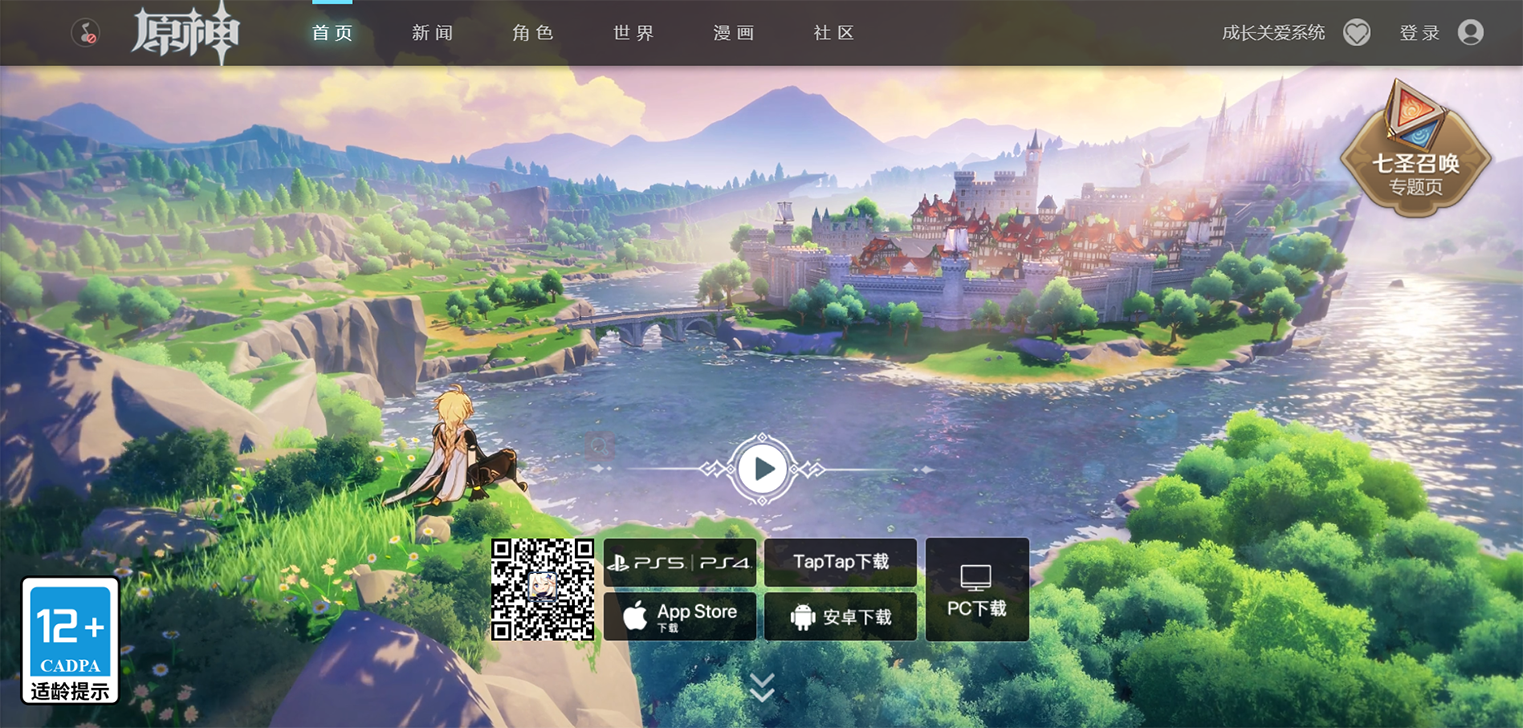 原神
首页
新闻
角色
世界
漫画
社区
成长关爱系统
登录
七圣召唤
专题页
PS5 | PS4
TapTap下载
App Store
下载
安卓下载
PC下载
12+
CADPA
适龄提示